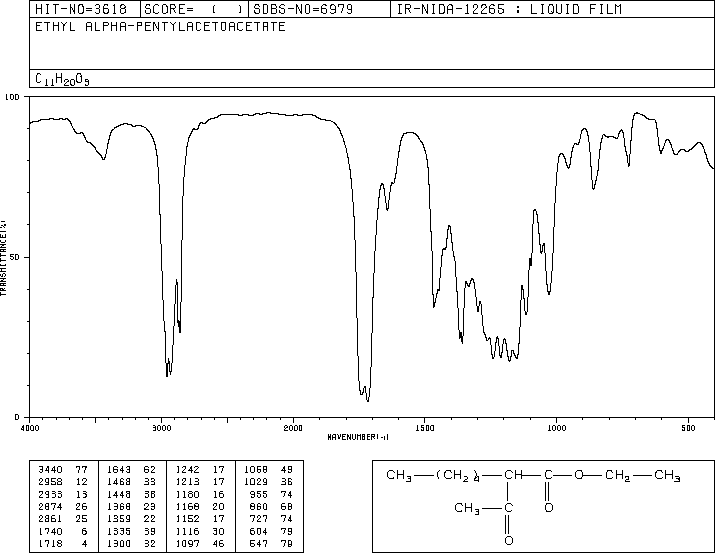 HIT-NO=3618 SCORE= ( ) SDBS-NO=6979 IR-NIDA-12265 : LIQUID FILM
ETHYL ALPHA-PENTYLACETOACETATE
C11H20O3
100
50
0
TRANSMITTANCE(%)
4000 3000 2000 1500 1000 500
WAVENUMBER(-1)
3440 77 1643 62 1242 17 1068 49
2958 12 1468 33 1213 17 1029 36
2933 13 1448 38 1180 16 955 74
2874 26 1368 23 1168 20 860 68
2861 25 1359 22 1152 17 727 74
1740 6 1335 39 1116 30 604 79
1718 4 1300 32 1097 46 547 79
CH3 (CH2)4 CH C O CH2 CH3
CH3 C O
O